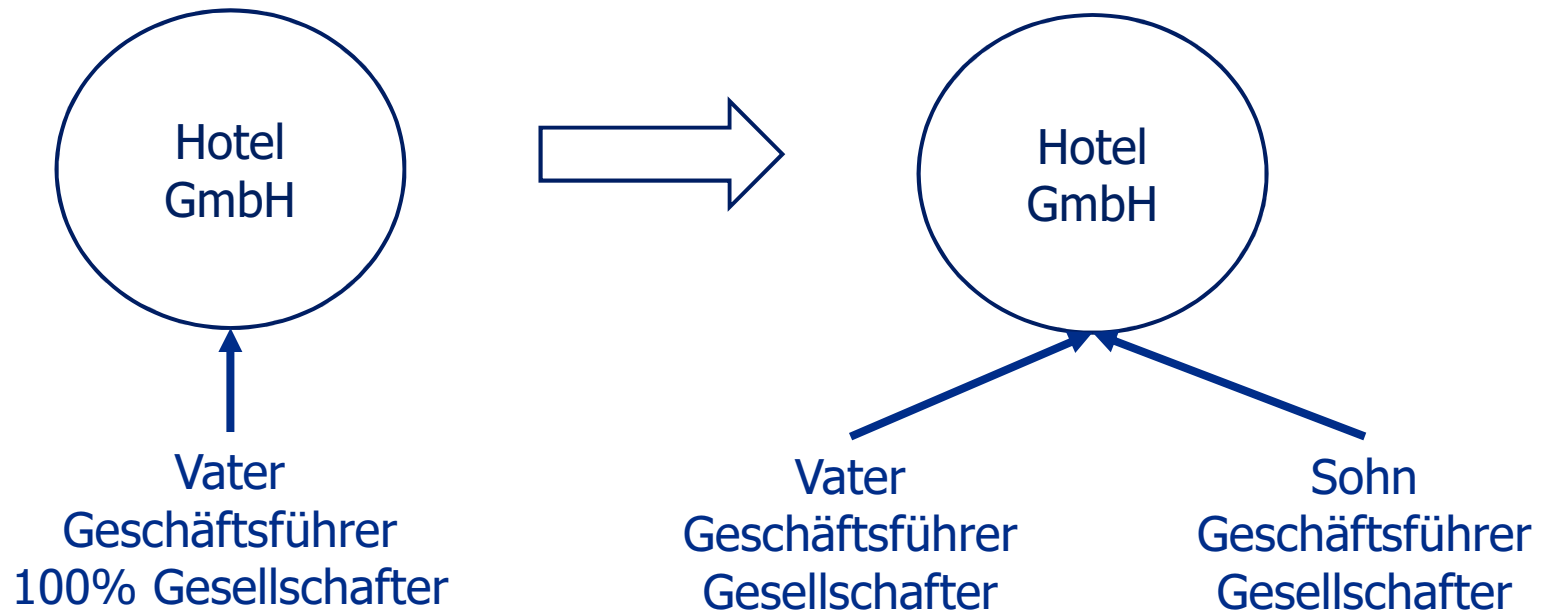 Hotel
GmbH
Hotel
GmbH
Vater
Geschäftsführer
100% Gesellschafter
Vater
Geschäftsführer
Gesellschafter
Sohn
Geschäftsführer
Gesellschafter